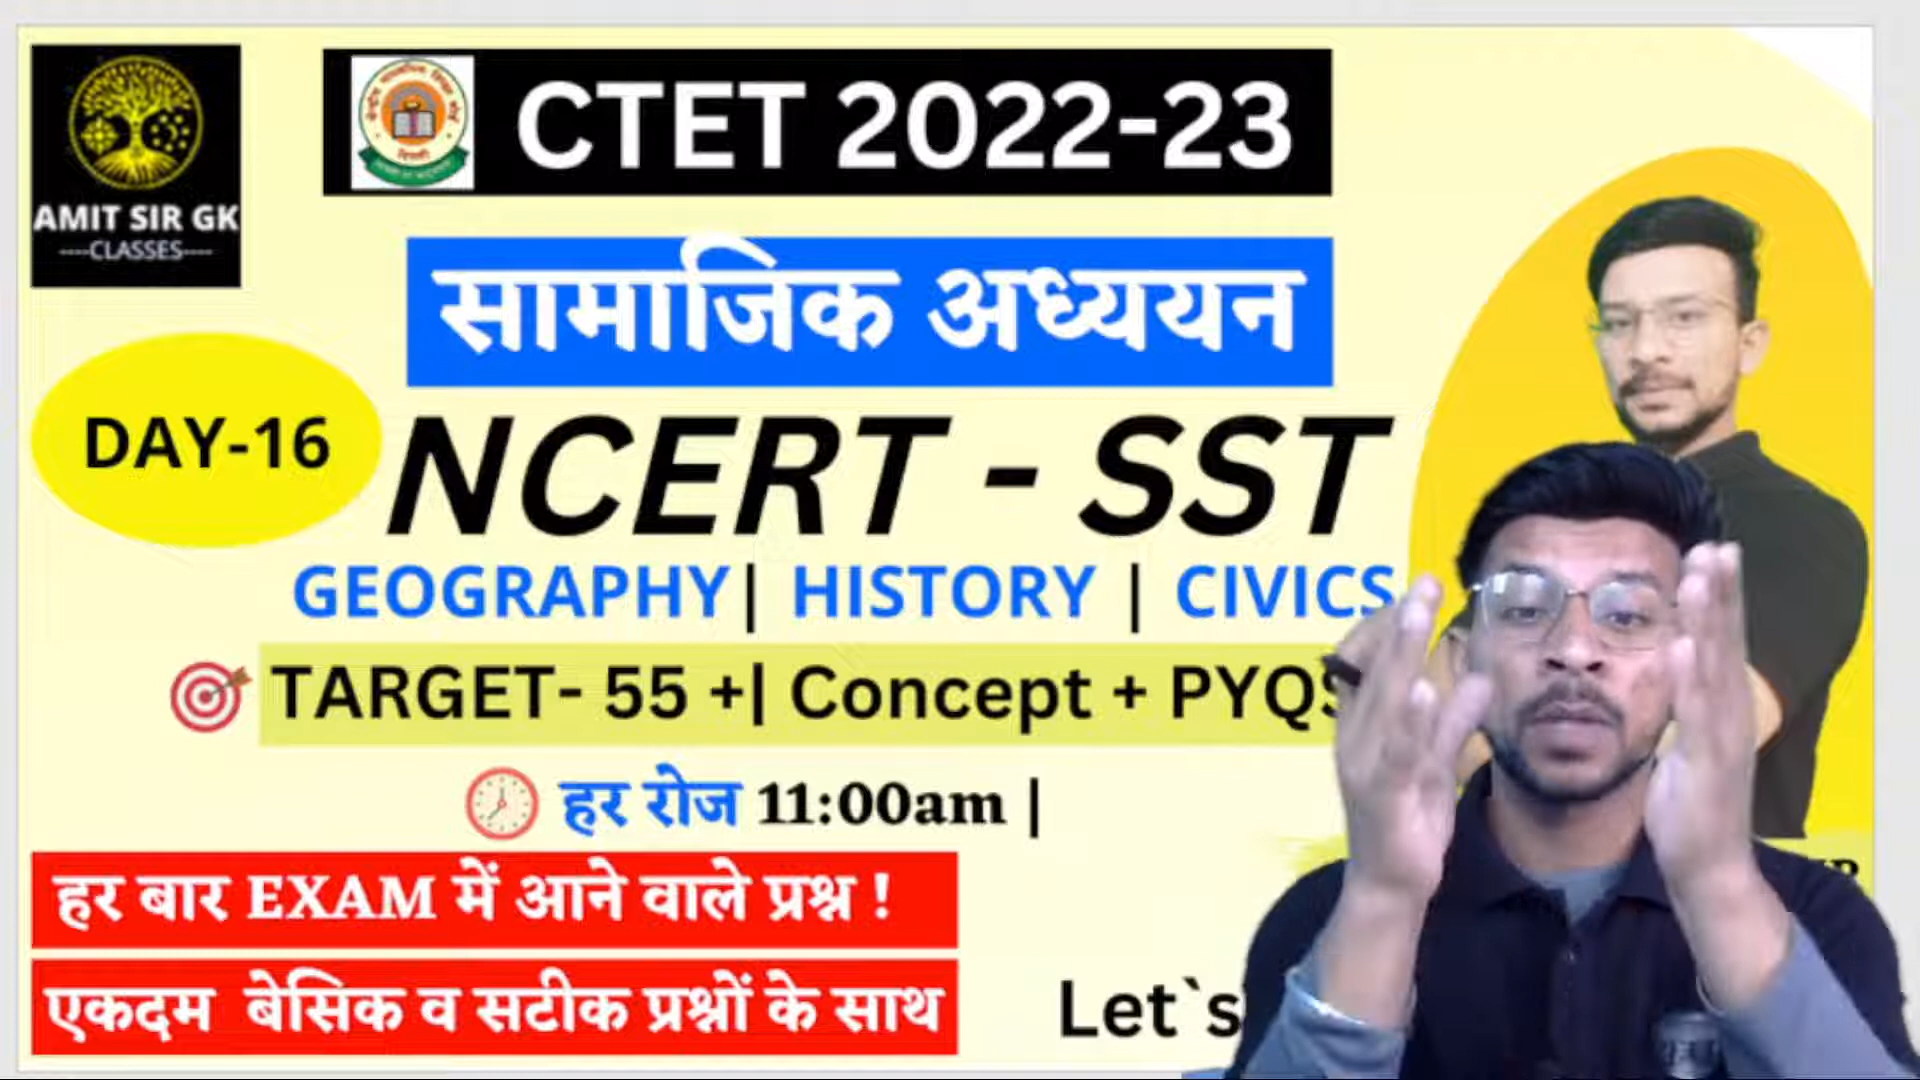 AMIT SIR GK
----CLASSES----
CTET 2022-23
सामाजिक अध्ययन
DAY-16
NCERT - SST
GEOGRAPHY| HISTORY | CIVICS
TARGET- 55 +| Concept + PYQS
हर रोज 11:00am |
हर बार EXAM में आने वाले प्रश्न !
एकदम बेसिक व सटीक प्रश्नों के साथ
Let`s